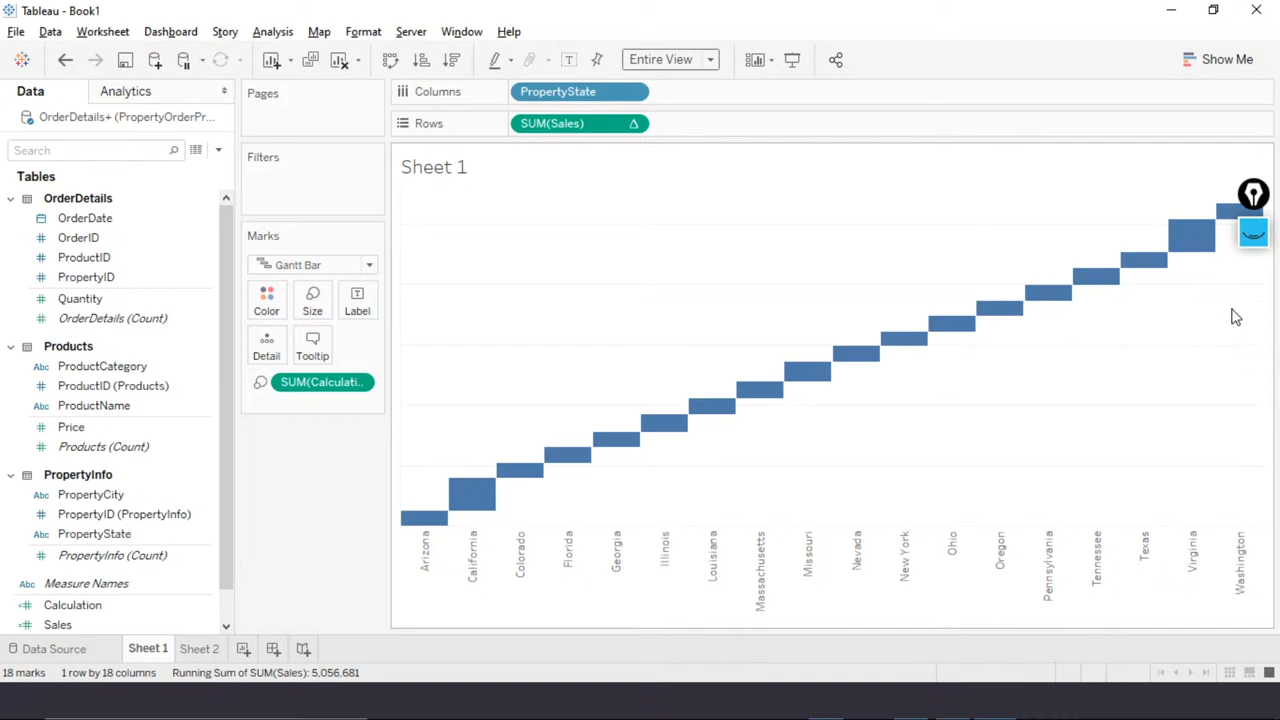 Tableau - Book1
File Data Worksheet Dashboard Story Analysis Map Format Server Window Help
Entire View
Show Me
Data Analytics
OrderDetails+ (PropertyOrderPr...
Search
Tables
OrderDetails
OrderDate
OrderID
ProductID
PropertyID
Quantity
OrderDetails (Count)
Products
Abc ProductCategory
ProductID (Products)
Abc ProductName
Price
Products (Count)
PropertyInfo
Abc PropertyCity
PropertyID (PropertyInfo)
Abc PropertyState
PropertyInfo (Count)
Abc Measure Names
Calculation
Sales
Pages
Filters
Marks
Gantt Bar
Color Size Label
Detail Tooltip
SUM(Calculati..
Columns PropertyState
Rows SUM(Sales)
Sheet 1
Arizona
California
Colorado
Florida
Georgia
Illinois
Louisiana
Massachusetts
Missouri
Nevada
New York
Ohio
Oregon
Pennsylvania
Tennessee
Texas
Virginia
Washington
Data Source Sheet 1 Sheet 2
18 marks 1 row by 18 columns Running Sum of SUM(Sales): 5,056,681